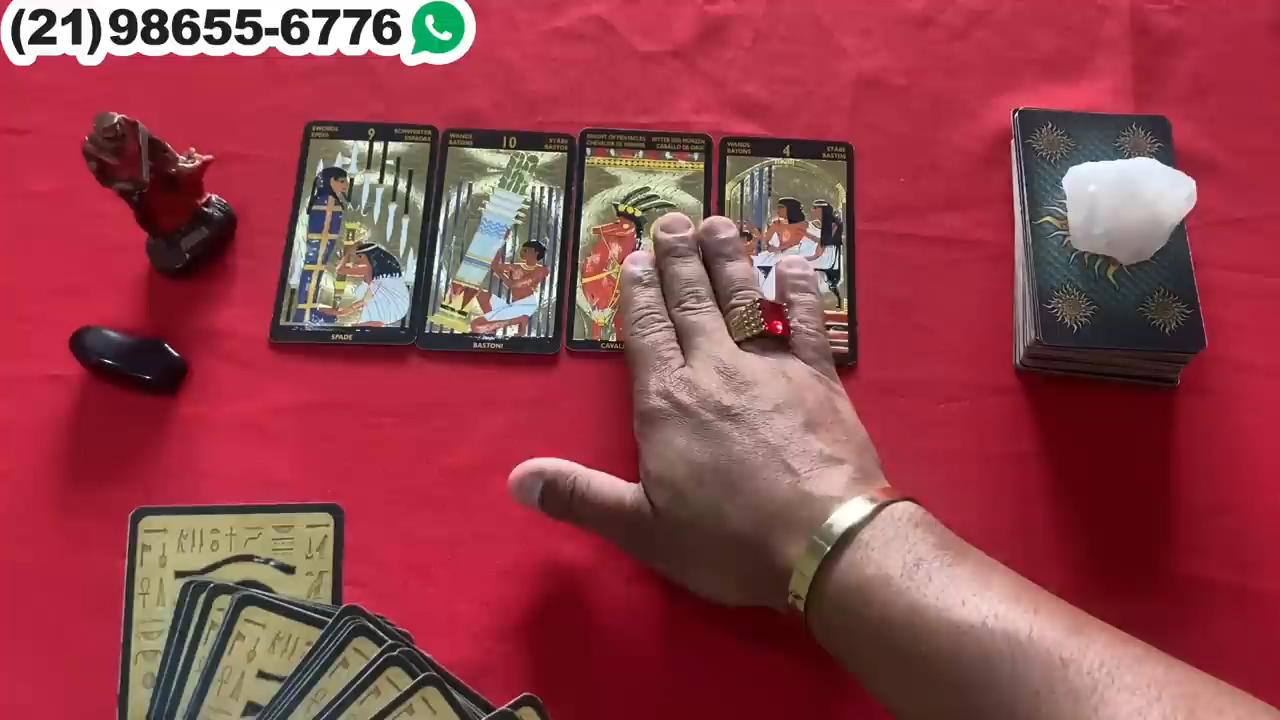 (21)98655-6776
SWORDS
EPEES
9
SCHWERTER
ESPADAS
SPADE
WANDS
BATONS
10
STÄBE
BASTOS
BASTONI
KNIGHT OF PENTACLES
CHEVALIER DE DENIERS
RITTER DER MÜNZEN
CABALLO DE OROS
CAVAL
WANDS
BATONS
4
STÄBE
BASTOS